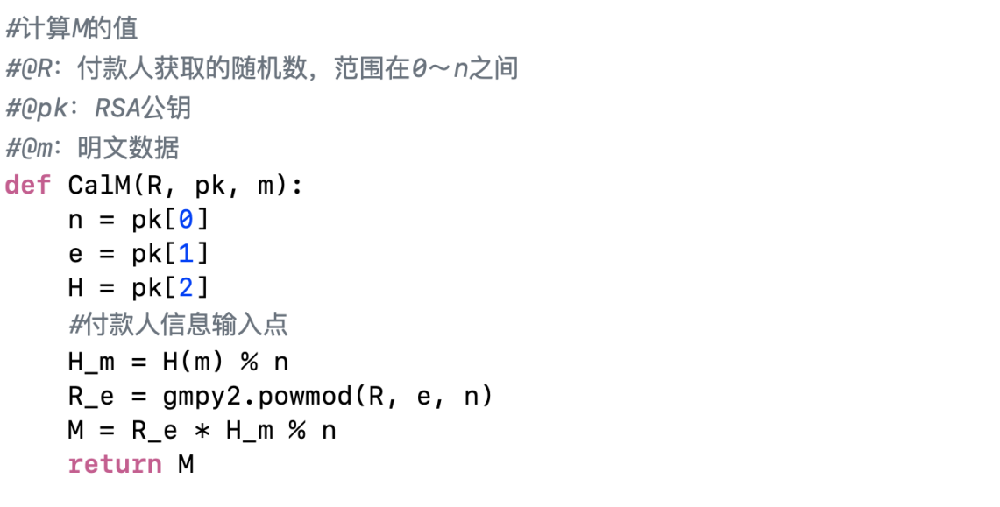 #计算M的值
#@R：付款人获取的随机数，范围在0～n之间
#@pk：RSA公钥
#@m：明文数据
def CalM(R, pk, m):
    n = pk[0]
    e = pk[1]
    H = pk[2]
    #付款人信息输入点
    H_m = H(m) % n
    R_e = gmpy2.powmod(R, e, n)
    M = R_e * H_m % n
    return M